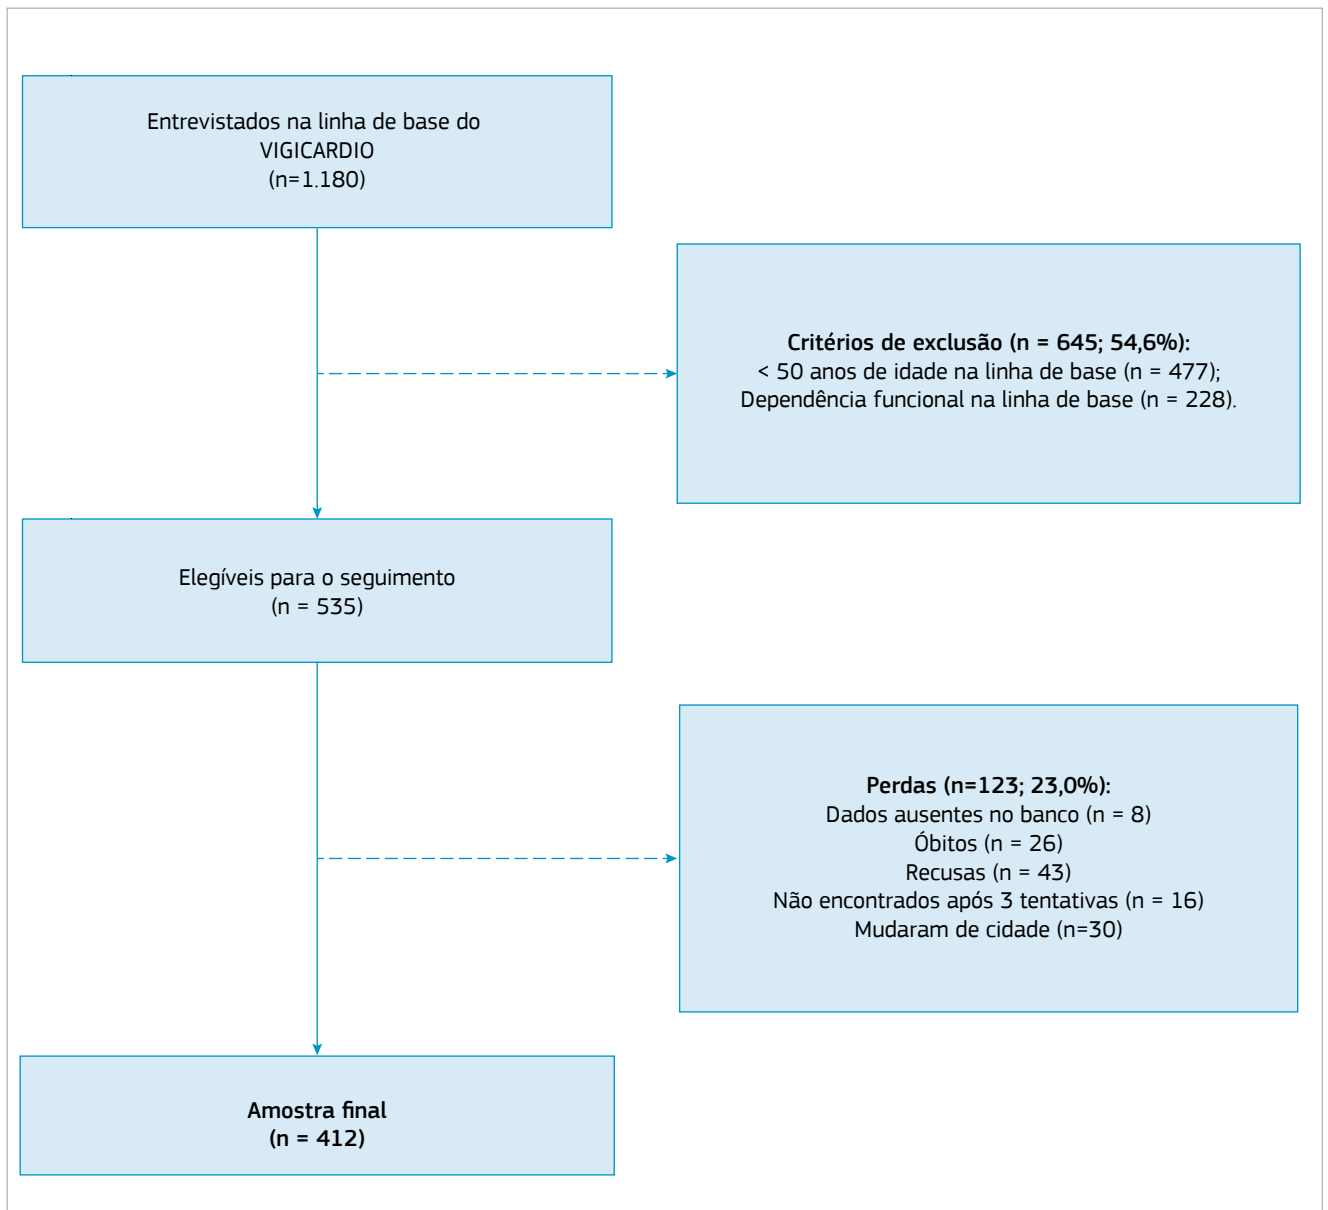 Entrevistados na linha de base do
VIGICARDIO
(n=1.180)
Critérios de exclusão (n = 645; 54,6%):
< 50 anos de idade na linha de base (n = 477);
Dependência funcional na linha de base (n = 228).
Elegíveis para o seguimento
(n = 535)
Perdas (n=123; 23,0%):
Dados ausentes no banco (n = 8)
Óbitos (n = 26)
Recusas (n = 43)
Não encontrados após 3 tentativas (n = 16)
Mudaram de cidade (n=30)
Amostra final
(n = 412)